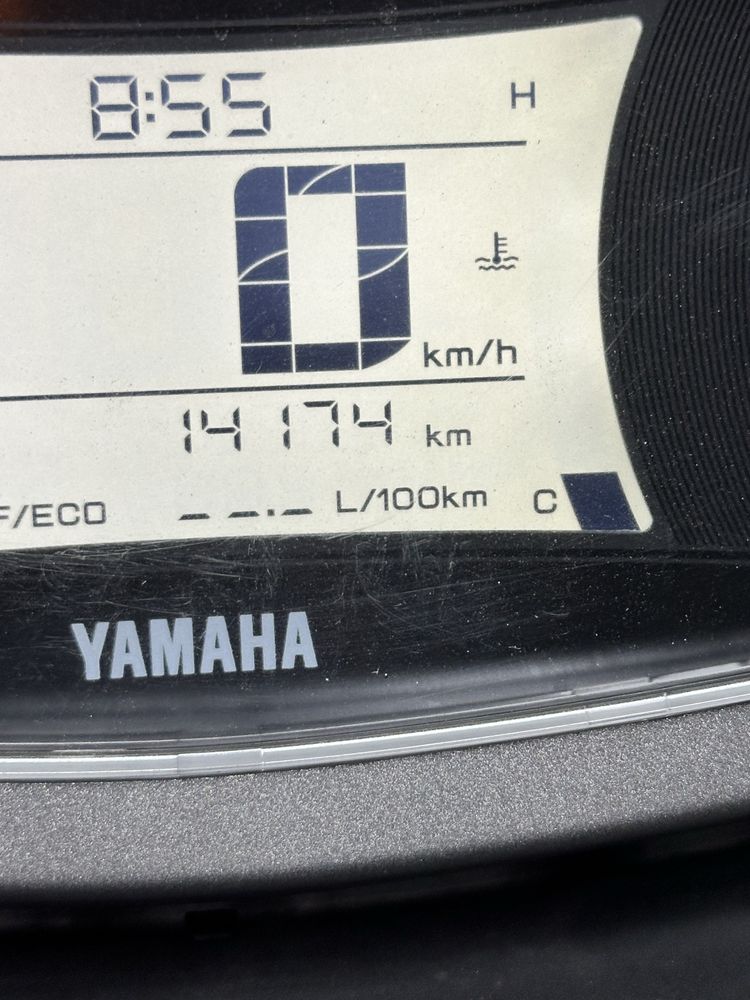 8:55
H
0 km/h
14174 km
F/ECO _ _._ L/100km C
YAMAHA